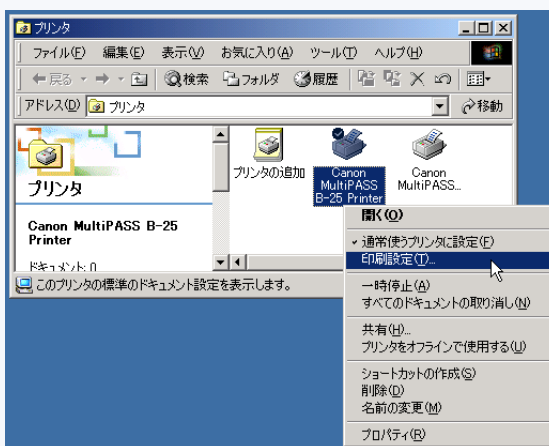 プリンタ
ファイル(F) 編集(E) 表示(V) お気に入り(A) ツール(T) ヘルプ(H)
戻る 検索 フォルダ 履歴
アドレス(D) プリンタ 移動
プリンタ
Canon MultiPASS B-25
Printer
ドキュメント: 0
プリンタの追加
Canon
MultiPASS
B-25 Printer
Canon
MultiPASS...
このプリンタの標準のドキュメント設定を表示します。
開く(O)
通常使うプリンタに設定(F)
印刷設定(T)...
一時停止(A)
すべてのドキュメントの取り消し(N)
共有(H)...
プリンタをオフラインで使用する(U)
ショートカットの作成(S)
削除(D)
名前の変更(M)
プロパティ(R)